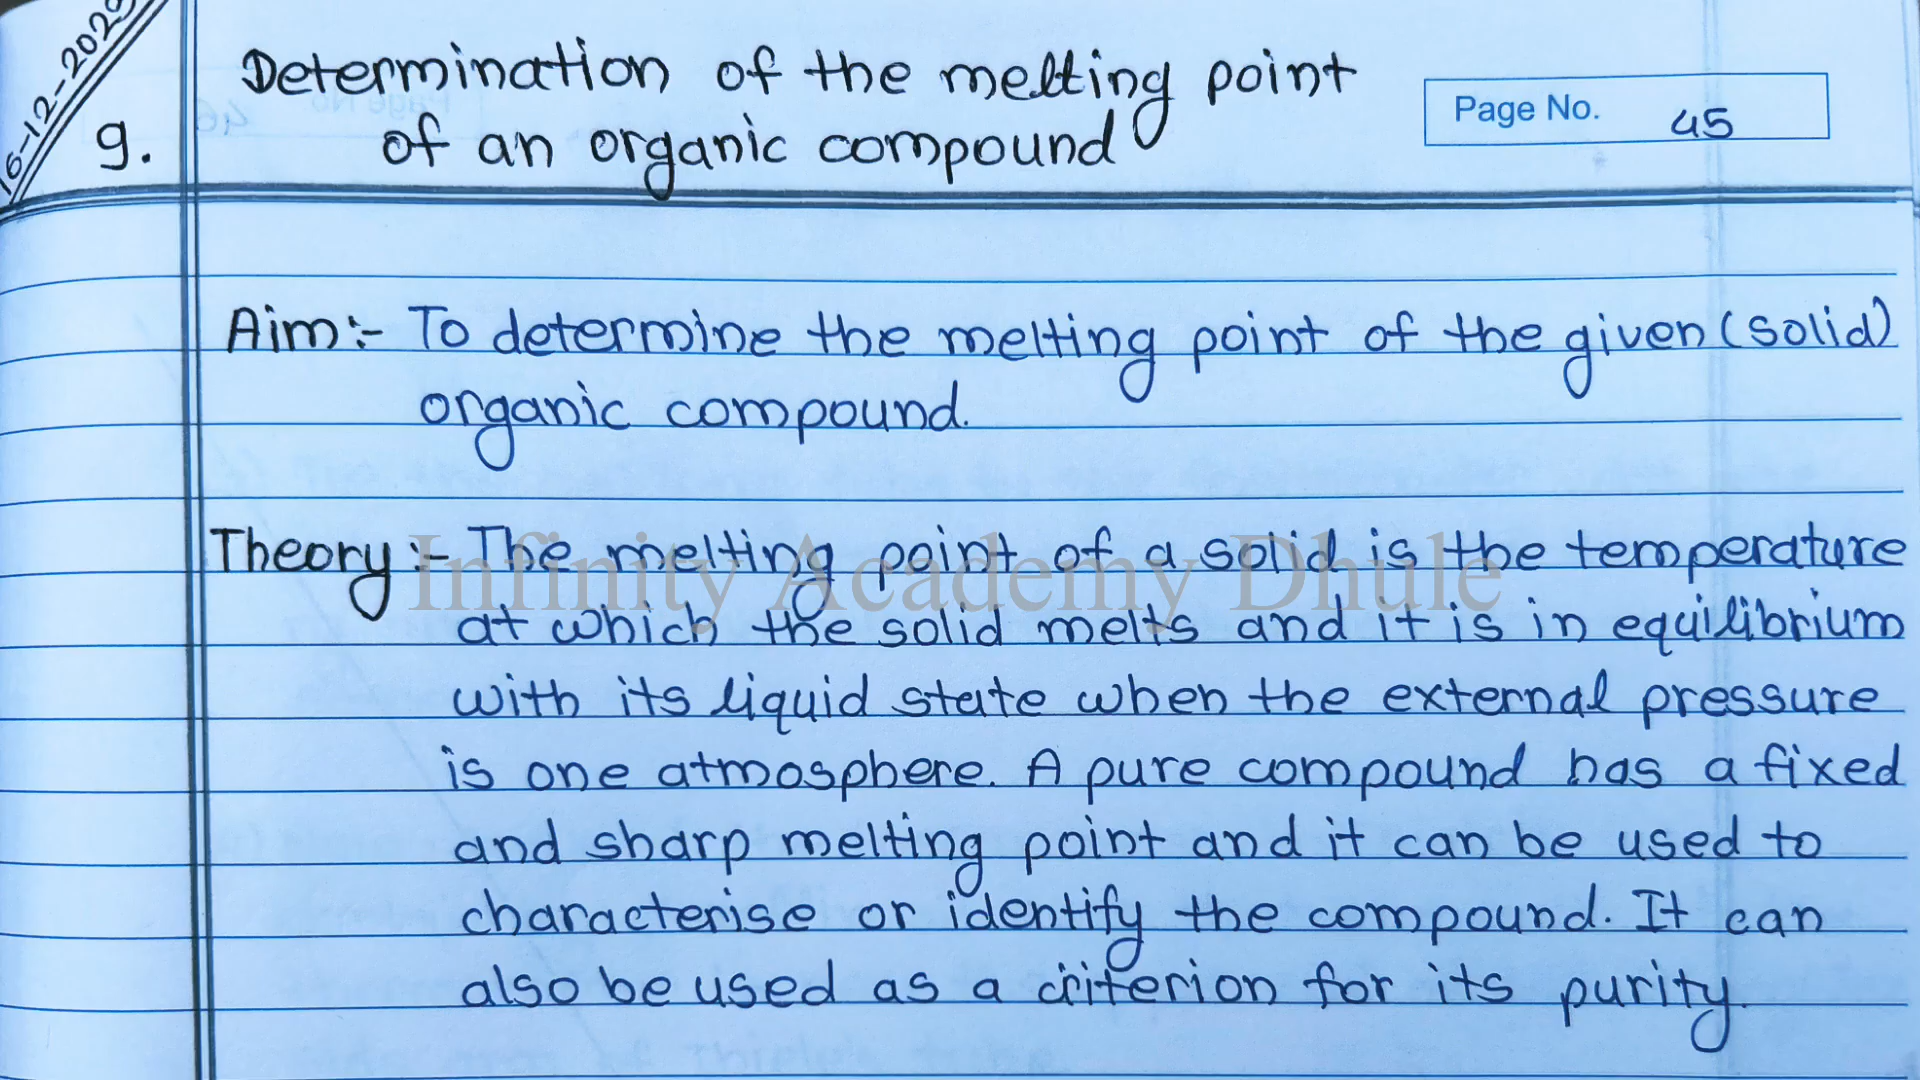 16-12-2025
9.
Determination of the melting point
of an organic compound
Page No. 45
Aim:- To determine the melting point of the given (solid)
organic compound.
Theory:- The melting point of a solid is the temperature
at which the solid melts and it is in equilibrium
with its liquid state when the external pressure
is one atmosphere. A pure compound has a fixed
and sharp melting point and it can be used to
characterise or identify the compound. It can
also be used as a criterion for its purity.
Infinity Academy Dhule